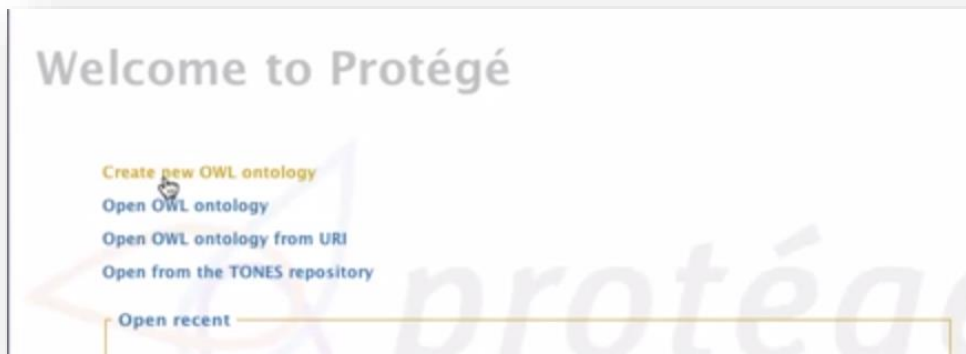 Welcome to Protégé
Create new OWL ontology
Open OWL ontology
Open OWL ontology from URI
Open from the TONES repository
Open recent
protégé